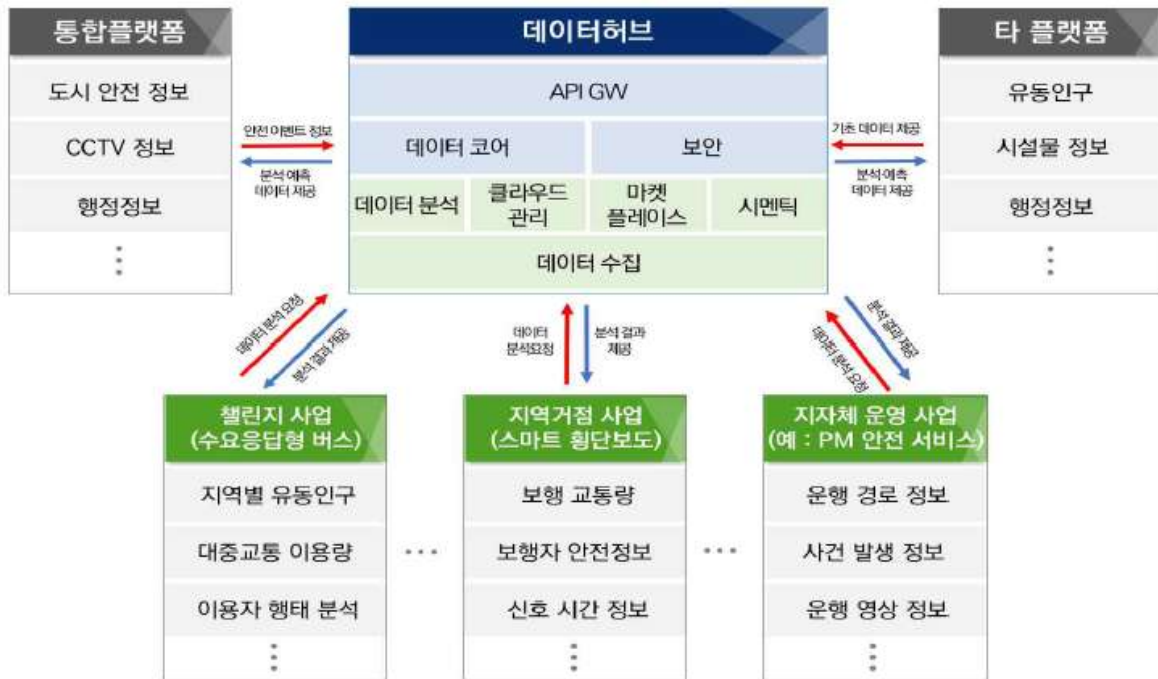 통합플랫폼
도시 안전 정보
CCTV 정보
행정정보
안전 이벤트 정보
분석·예측
데이터 제공
데이터허브
API GW
데이터 코어
보안
데이터 분석
클라우드
관리
마켓
플레이스
시멘틱
데이터 수집
기초 데이터 제공
분석·예측
데이터 제공
타 플랫폼
유동인구
시설물 정보
행정정보
데이터 분석 요청
분석 결과 제공
데이터
분석요청
분석 결과
제공
분석 결과 제공
데이터 분석 요청
챌린지 사업
(수요응답형 버스)
지역별 유동인구
대중교통 이용량
이용자 행태 분석
지역거점 사업
(스마트 횡단보도)
보행 교통량
보행자 안전정보
신호 시간 정보
지자체 운영 사업
(예 : PM 안전 서비스)
운행 경로 정보
사건 발생 정보
운행 영상 정보